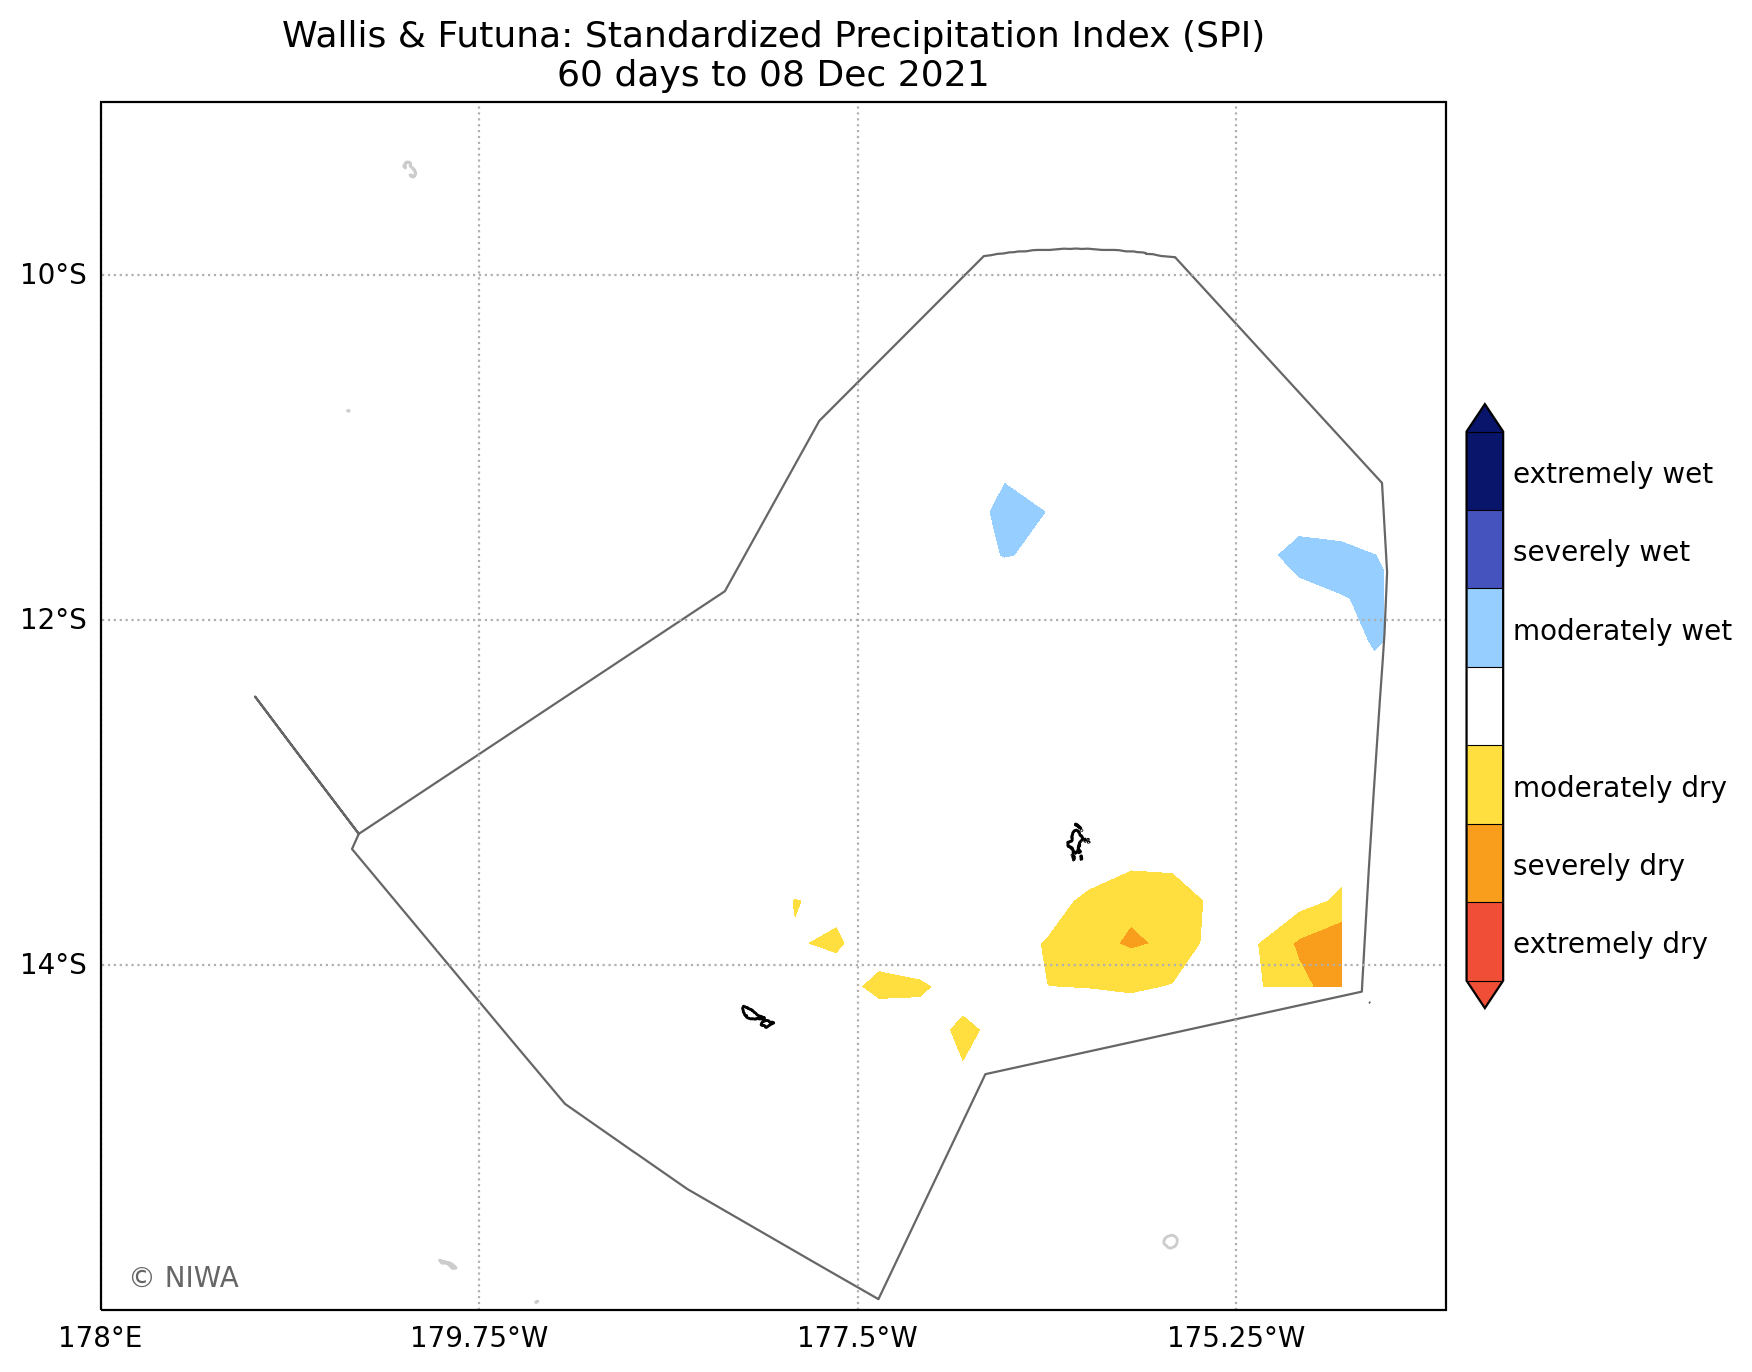 Wallis & Futuna: Standardized Precipitation Index (SPI)
60 days to 08 Dec 2021
10°S
12°S
14°S
178°E
179.75°W
177.5°W
175.25°W
extremely wet
severely wet
moderately wet
moderately dry
severely dry
extremely dry
© NIWA